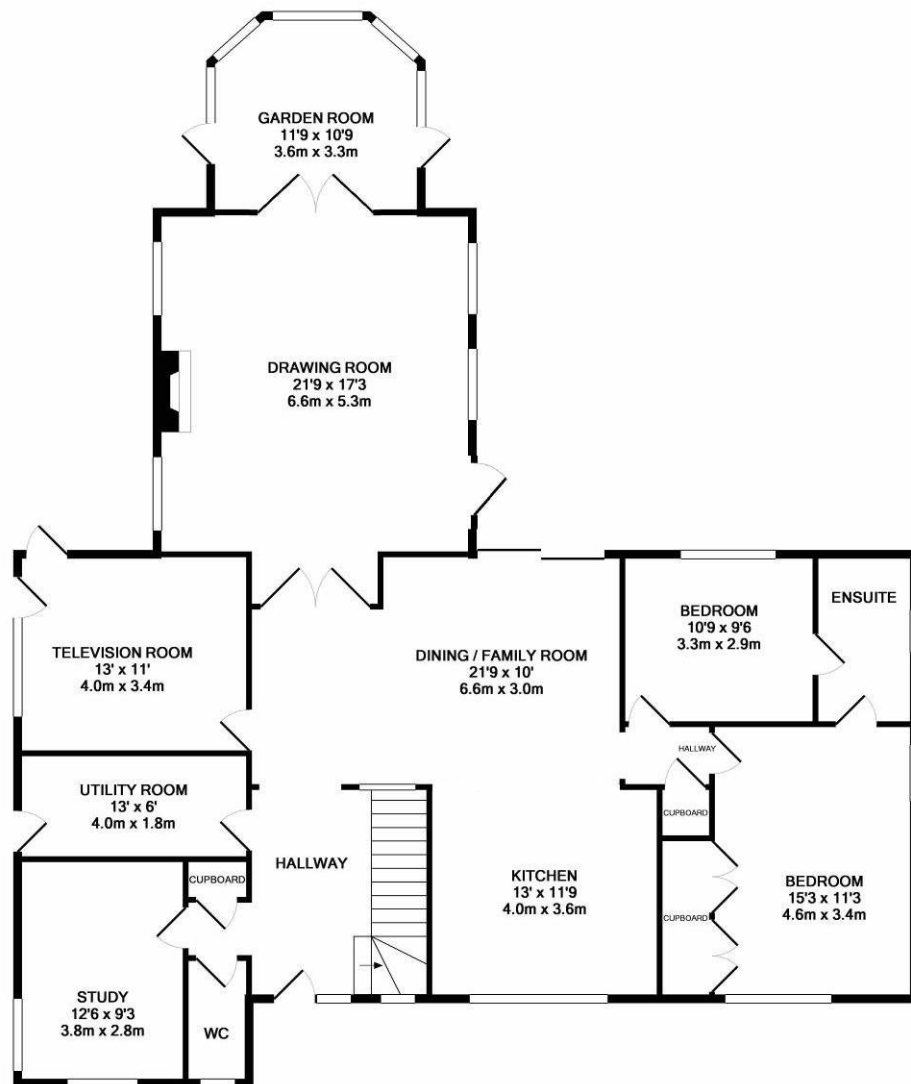 GARDEN ROOM
11'9 x 10'9
3.6m x 3.3m
DRAWING ROOM
21'9 x 17'3
6.6m x 5.3m
TELEVISION ROOM
13' x 11'
4.0m x 3.4m
DINING / FAMILY ROOM
21'9 x 10'
6.6m x 3.0m
BEDROOM
10'9 x 9'6
3.3m x 2.9m
ENSUITE
HALLWAY
UTILITY ROOM
13' x 6'
4.0m x 1.8m
CUPBOARD
HALLWAY
CUPBOARD
KITCHEN
13' x 11'9
4.0m x 3.6m
CUPBOARD
BEDROOM
15'3 x 11'3
4.6m x 3.4m
STUDY
12'6 x 9'3
3.8m x 2.8m
WC